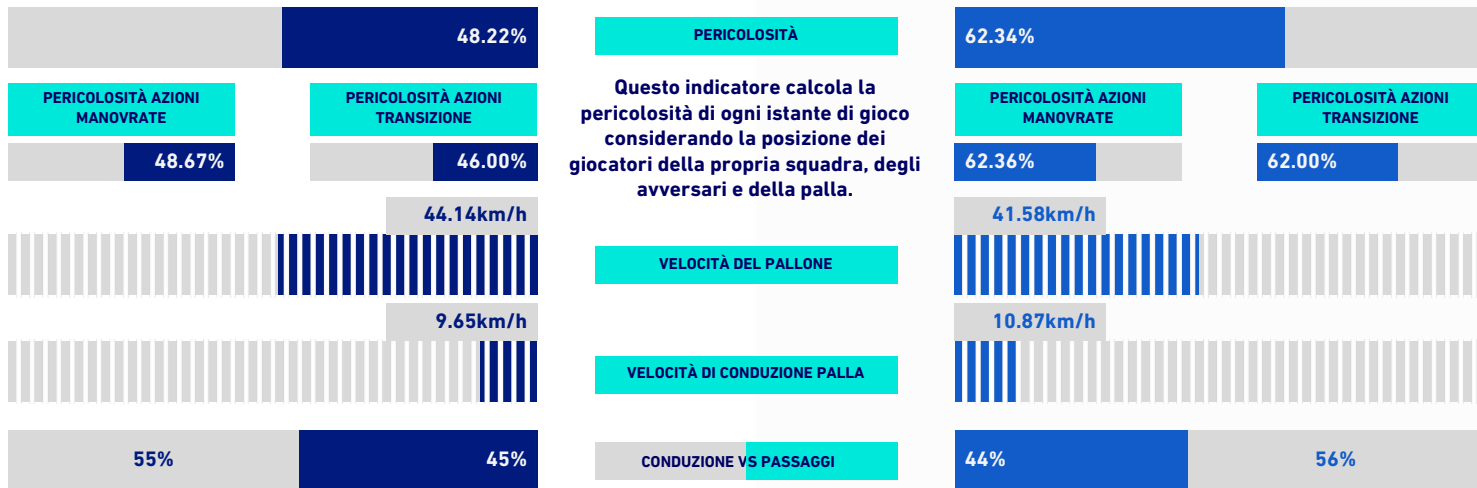 48.22%
PERICOLOSITÀ
62.34%
PERICOLOSITÀ AZIONI
MANOVRATE
PERICOLOSITÀ AZIONI
TRANSIZIONE
Questo indicatore calcola la
pericolosità di ogni istante di gioco
considerando la posizione dei
giocatori della propria squadra, degli
avversari e della palla.
PERICOLOSITÀ AZIONI
MANOVRATE
PERICOLOSITÀ AZIONI
TRANSIZIONE
48.67%
46.00%
62.36%
62.00%
44.14km/h
41.58km/h
VELOCITÀ DEL PALLONE
9.65km/h
10.87km/h
VELOCITÀ DI CONDUZIONE PALLA
55%
45%
CONDUZIONE VS PASSAGGI
44%
56%